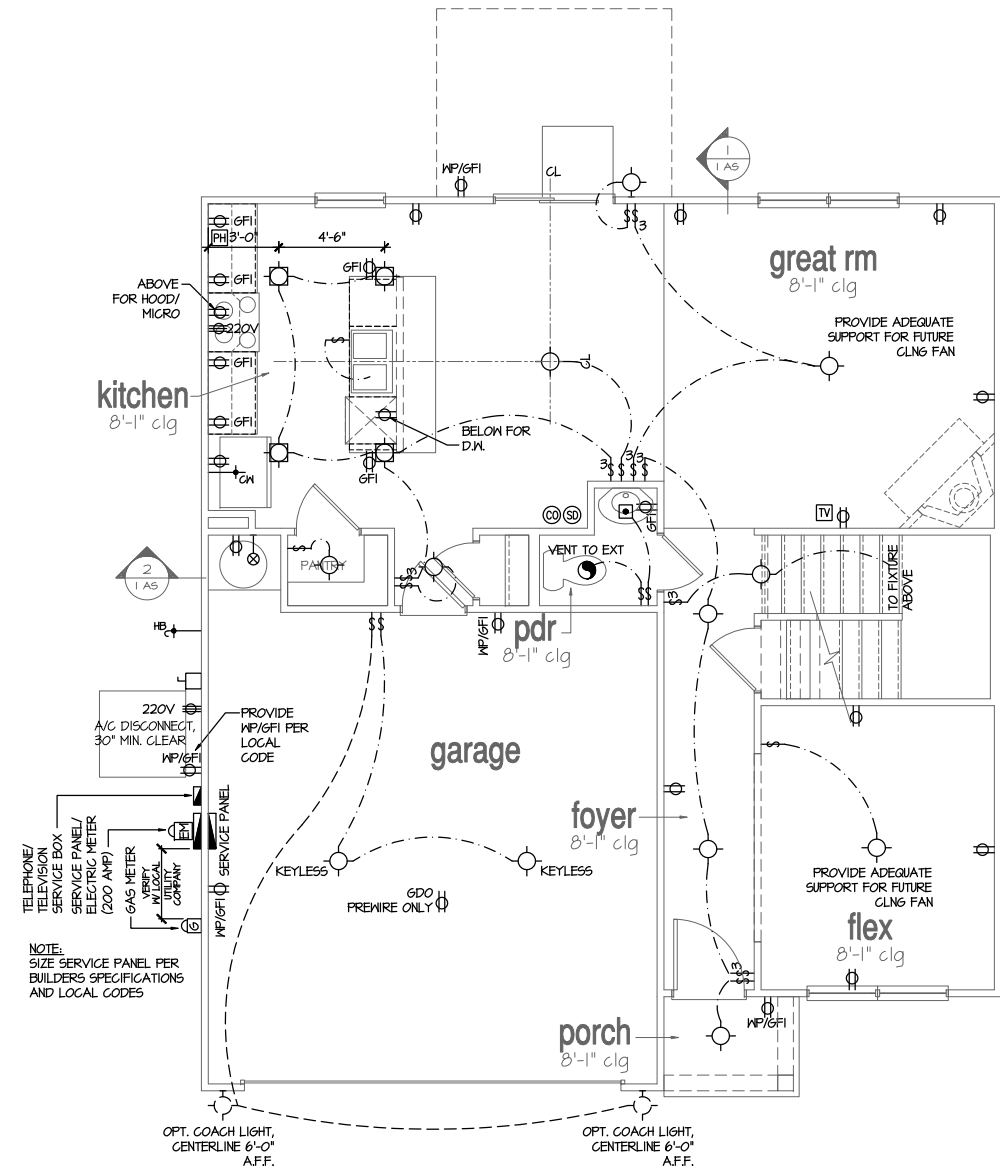 WP/GFI
CL
1
1 AS
GFI
PH
3'-0"
4'-6"
GFI
GFI
great rm
8'-1" clg
ABOVE
FOR HOOD/
MICRO
220V
$
$$
3
PROVIDE ADEQUATE
SUPPORT FOR FUTURE
CLNG FAN
GFI
CL
kitchen
8'-1" clg
GFI
BELOW FOR
D.W.
3
$
$
3
$
3
$
CW
GFI
CO
SD
GFI
TV
VENT TO EXT
$
PANTRY
2
1 AS
$$
3
$$
$3
TO FIXTURE
ABOVE
HB
C
$$
WP/GFI
pdr
8'-1" clg
220V
A/C DISCONNECT,
30" MIN. CLEAR
WP/GFI
PROVIDE
WP/GFI PER
LOCAL
CODE
garage
$
foyer
8'-1" clg
TELEPHONE/
TELEVISION
SERVICE BOX
SERVICE PANEL/
ELECTRIC METER
(200 AMP)
GAS METER
VERIFY
W/ LOCAL
UTILITY
COMPANY
EM
G
SERVICE PANEL
WP/GFI
KEYLESS
KEYLESS
GDO
PREWIRE ONLY
PROVIDE ADEQUATE
SUPPORT FOR FUTURE
CLNG FAN
flex
8'-1" clg
NOTE:
SIZE SERVICE PANEL PER
BUILDERS SPECIFICATIONS
AND LOCAL CODES
3
$$
WP/GFI
porch
8'-1" clg
OPT. COACH LIGHT,
CENTERLINE 6'-0"
A.F.F.
OPT. COACH LIGHT,
CENTERLINE 6'-0"
A.F.F.